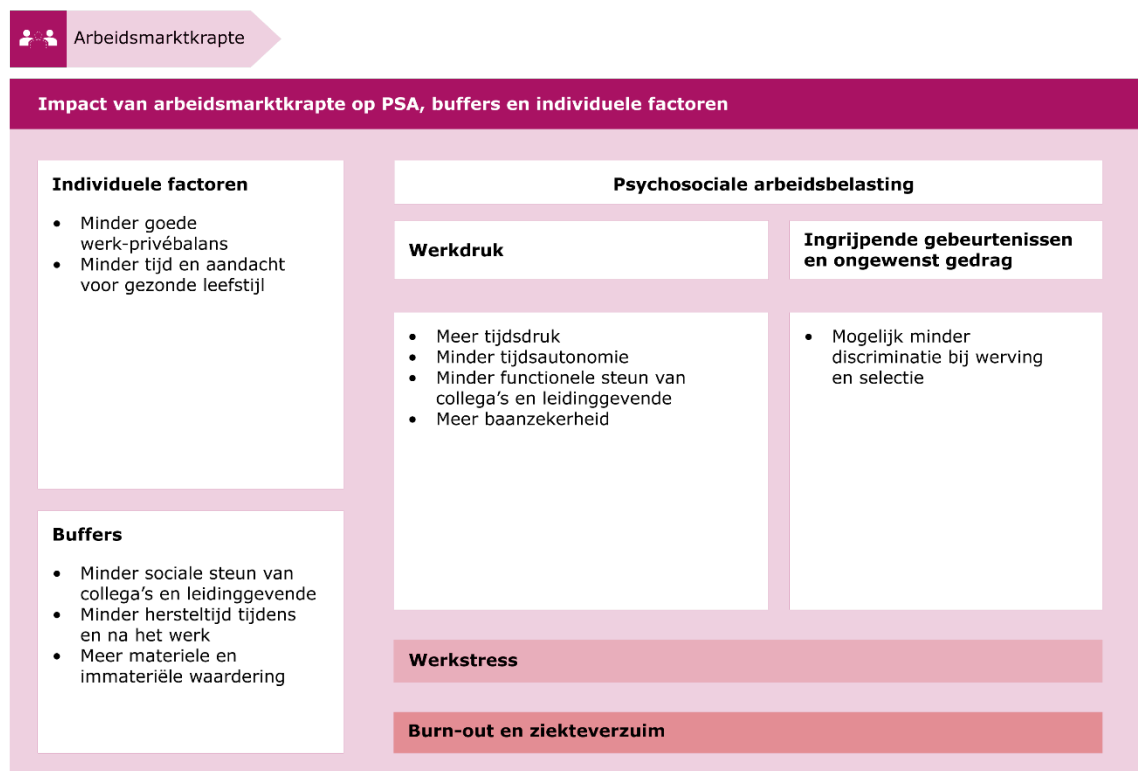 Arbeidsmarktkrapte
Impact van arbeidsmarktkrapte op PSA, buffers en individuele factoren
Individuele factoren
• Minder goede
werk-privébalans
• Minder tijd en aandacht
voor gezonde leefstijl
Buffers
• Minder sociale steun van
collega's en leidinggevende
• Minder hersteltijd tijdens
en na het werk
• Meer materiele en
immateriële waardering
Psychosociale arbeidsbelasting
Werkdruk
• Meer tijdsdruk
• Minder tijdsautonomie
• Minder functionele steun van
collega's en leidinggevende
• Meer baanzekerheid
Ingrijpende gebeurtenissen
en ongewenst gedrag
• Mogelijk minder
discriminatie bij werving
en selectie
Werkstress
Burn-out en ziekteverzuim